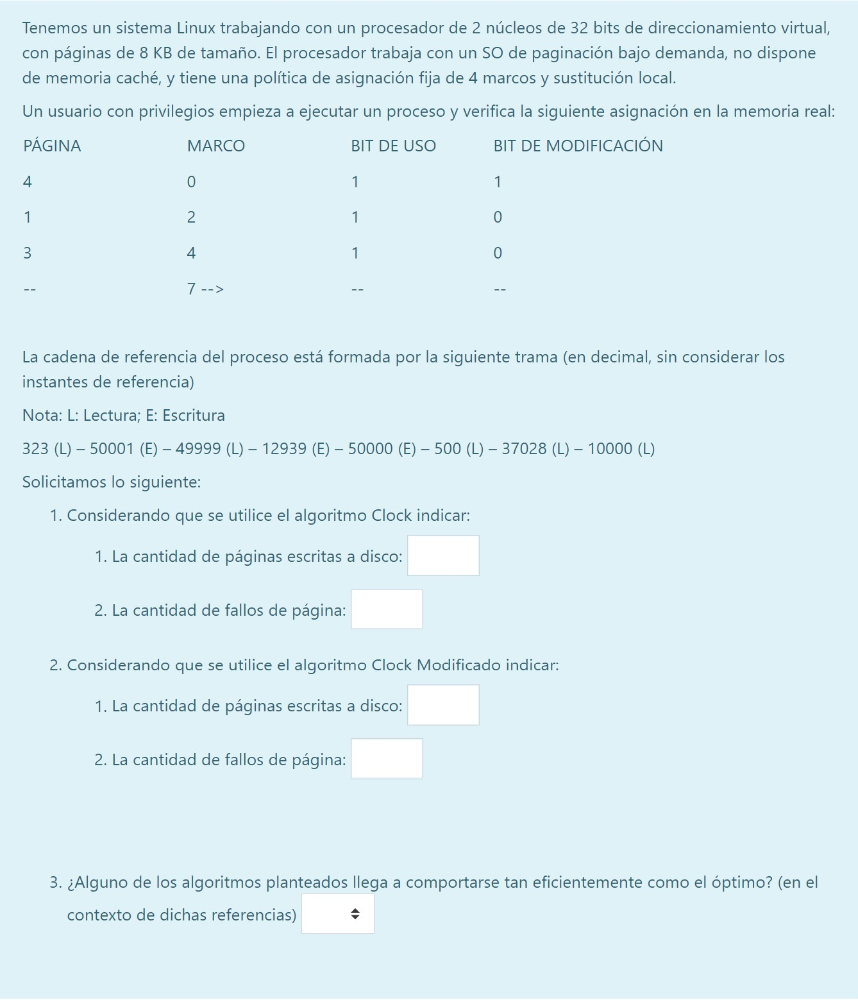 Tenemos un sistema Linux trabajando con un procesador de 2 núcleos de 32 bits de direccionamiento virtual,
con páginas de 8 KB de tamaño. El procesador trabaja con un SO de paginación bajo demanda, no dispone
de memoria caché, y tiene una política de asignación fija de 4 marcos y sustitución local.
Un usuario con privilegios empieza a ejecutar un proceso y verifica la siguiente asignación en la memoria real:
PÁGINA MARCO BIT DE USO BIT DE MODIFICACIÓN
4 0 1 1
1 2 1 0
3 4 1 0
-- 7 --> -- --
La cadena de referencia del proceso está formada por la siguiente trama (en decimal, sin considerar los
instantes de referencia)
Nota: L: Lectura; E: Escritura
323 (L) – 50001 (E) – 49999 (L) – 12939 (E) – 50000 (E) – 500 (L) – 37028 (L) – 10000 (L)
Solicitamos lo siguiente:
1. Considerando que se utilice el algoritmo Clock indicar:
1. La cantidad de páginas escritas a disco:
2. La cantidad de fallos de página:
2. Considerando que se utilice el algoritmo Clock Modificado indicar:
1. La cantidad de páginas escritas a disco:
2. La cantidad de fallos de página:
3. ¿Alguno de los algoritmos planteados llega a comportarse tan eficientemente como el óptimo? (en el
contexto de dichas referencias)